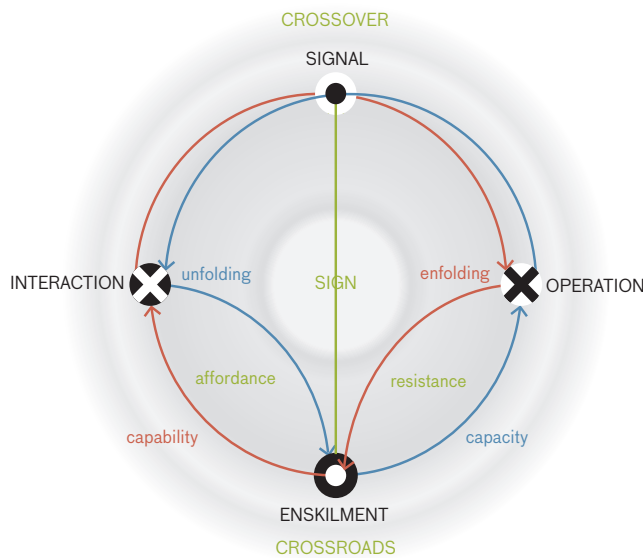 CROSSOVER
SIGNAL
INTERACTION
unfolding
SIGN
enfolding
OPERATION
affordance
resistance
capability
capacity
ENSKILMENT
CROSSROADS